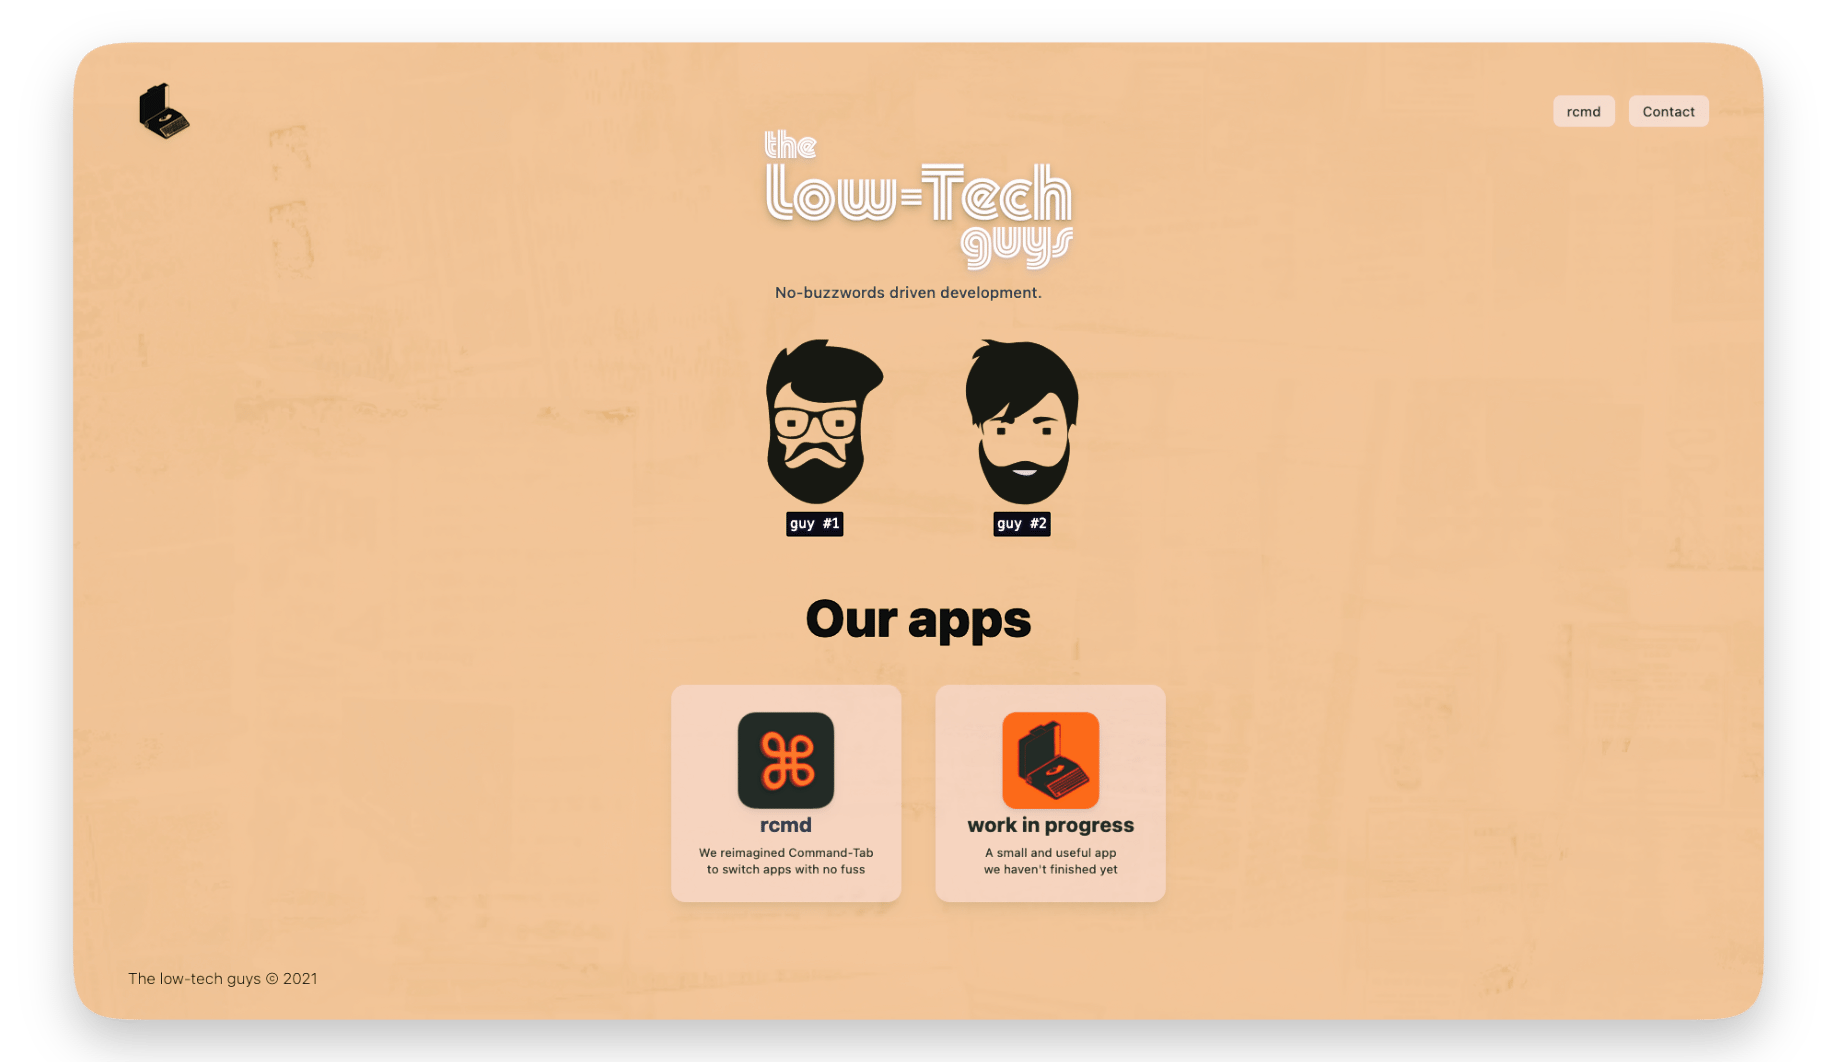 rcmd
Contact
the
Low-Tech
guys
No-buzzwords driven development.
guy #1
guy #2
Our apps
rcmd
We reimagined Command-Tab
to switch apps with no fuss
work in progress
A small and useful app
we haven't finished yet
The low-tech guys © 2021